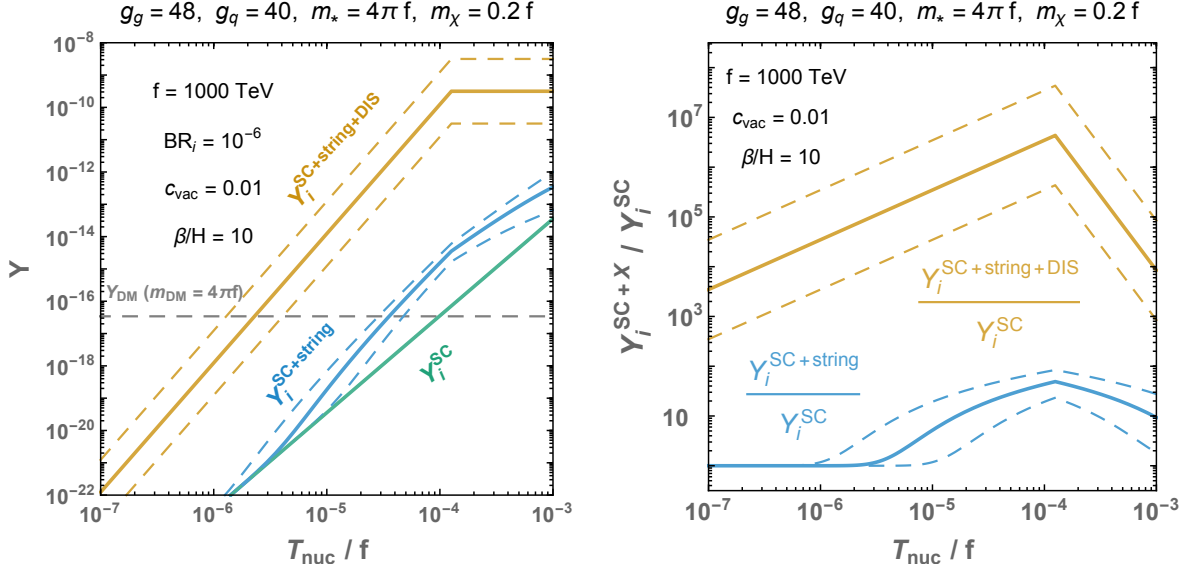 g_g = 48, g_q = 40, m_* = 4π f, m_χ = 0.2 f
10^-8
10^-10
10^-12
10^-14
10^-16
10^-18
10^-20
10^-22
Y
f = 1000 TeV
BR_i = 10^-6
c_vac = 0.01
β/H = 10
Y_i^SC+string+DIS
Y_DM (m_DM = 4πf)
Y_i^SC+string
Y_i^SC
10^-7
10^-6
10^-5
10^-4
10^-3
T_nuc / f
g_g = 48, g_q = 40, m_* = 4π f, m_χ = 0.2 f
10^7
10^5
10^3
10
Y_i^SC+X / Y_i^SC
f = 1000 TeV
c_vac = 0.01
β/H = 10
Y_i^SC+string+DIS
Y_i^SC
Y_i^SC+string
Y_i^SC
10^-7
10^-6
10^-5
10^-4
10^-3
T_nuc / f